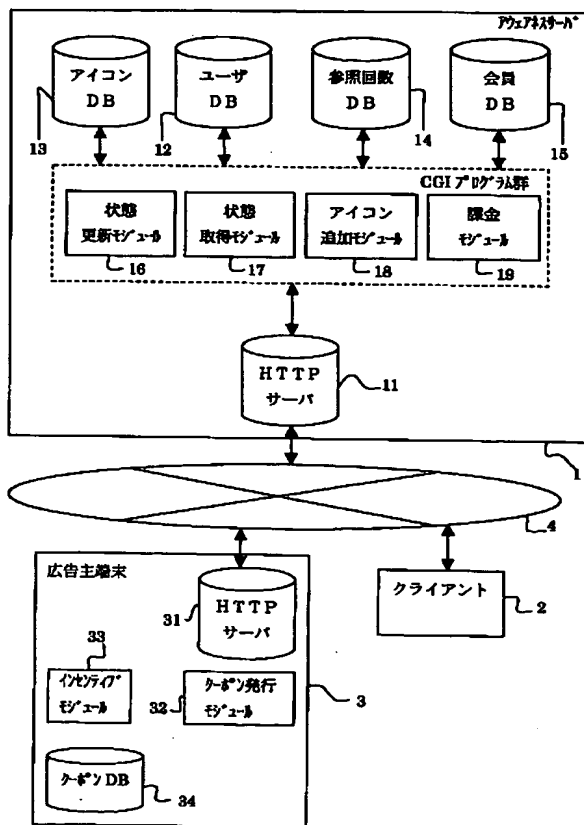 アウェアネスサーバ
アイコン
DB
ユーザ
DB
参照回数
DB
会員
DB
13
12
14
15
CGIプログラム群
状態
更新モジュール
状態
取得モジュール
アイコン
追加モジュール
課金
モジュール
16
17
18
19
HTTP
サーバ
11
1
4
広告主端末
HTTP
サーバ
31
クライアント
2
33
インセンティブ
モジュール
クーポン発行
モジュール
32
3
クーポンDB
34